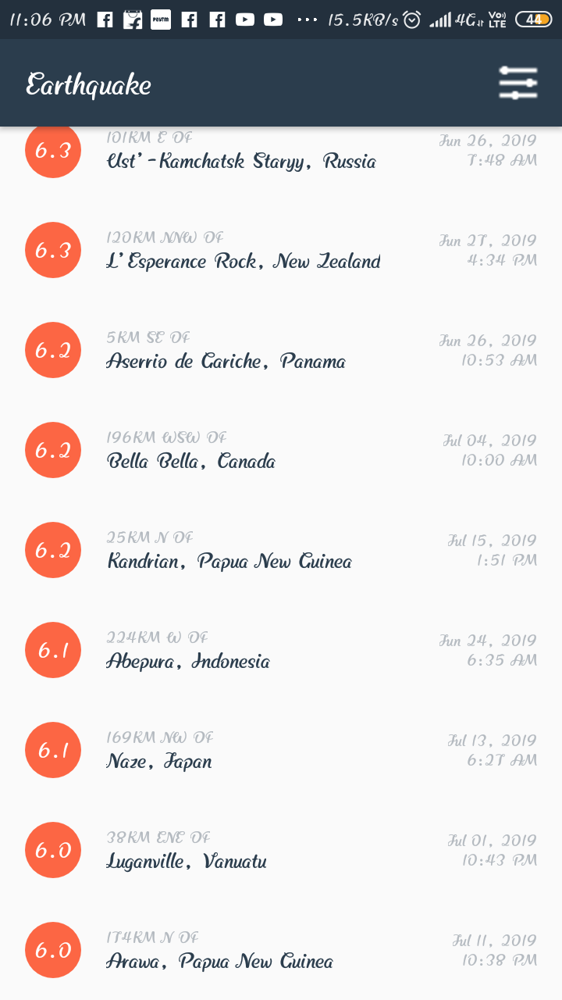 11:06 PM Paytm 15.5KB/s 4G Vo) LTE 44
Earthquake
6.3
101KM E OF
Ust'-Kamchatsk Staryy, Russia
Jun 26, 2019
7:48 AM
6.3
120KM NNW OF
L'Esperance Rock, New Zealand
Jun 27, 2019
4:34 PM
6.2
5KM SE OF
Aserrio de Gariche, Panama
Jun 26, 2019
10:53 AM
6.2
196KM WSW OF
Bella Bella, Canada
Jul 04, 2019
10:00 AM
6.2
25KM N OF
Kandrian, Papua New Guinea
Jul 15, 2019
1:51 PM
6.1
224KM W OF
Abepura, Indonesia
Jun 24, 2019
6:35 AM
6.1
169KM NW OF
Naze, Japan
Jul 13, 2019
6:27 AM
6.0
38KM ENE OF
Luganville, Vanuatu
Jul 01, 2019
10:43 PM
6.0
174KM N OF
Arawa, Papua New Guinea
Jul 11, 2019
10:38 PM